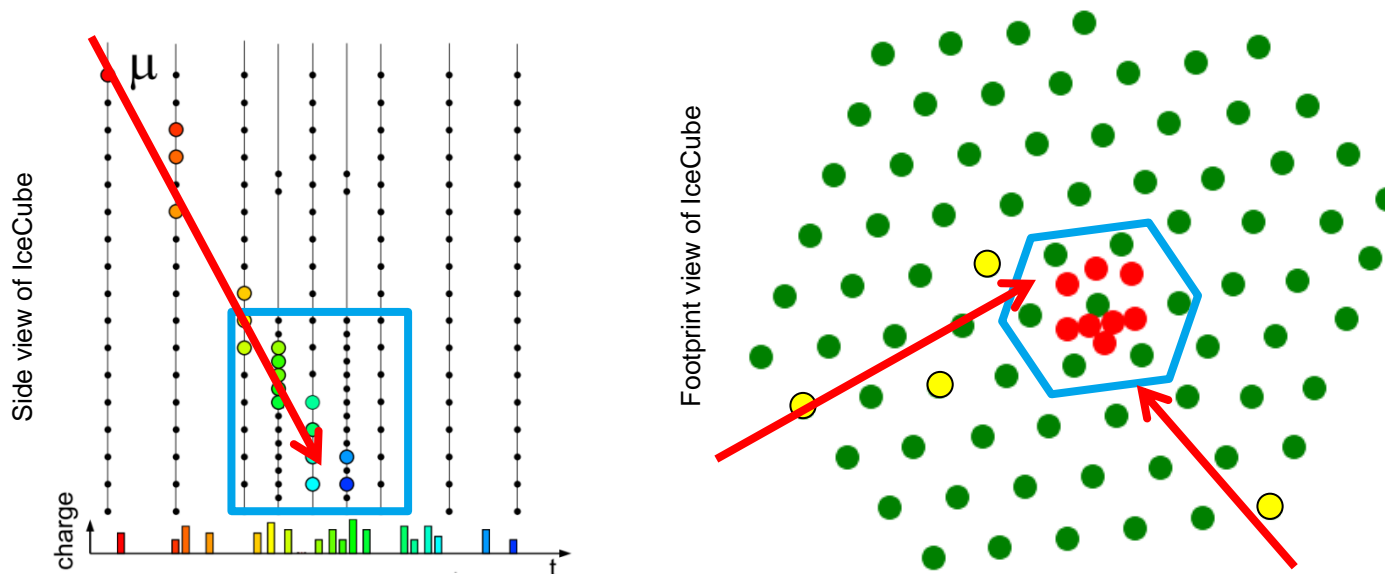 μ
Side view of IceCube
charge
t
Footprint view of IceCube